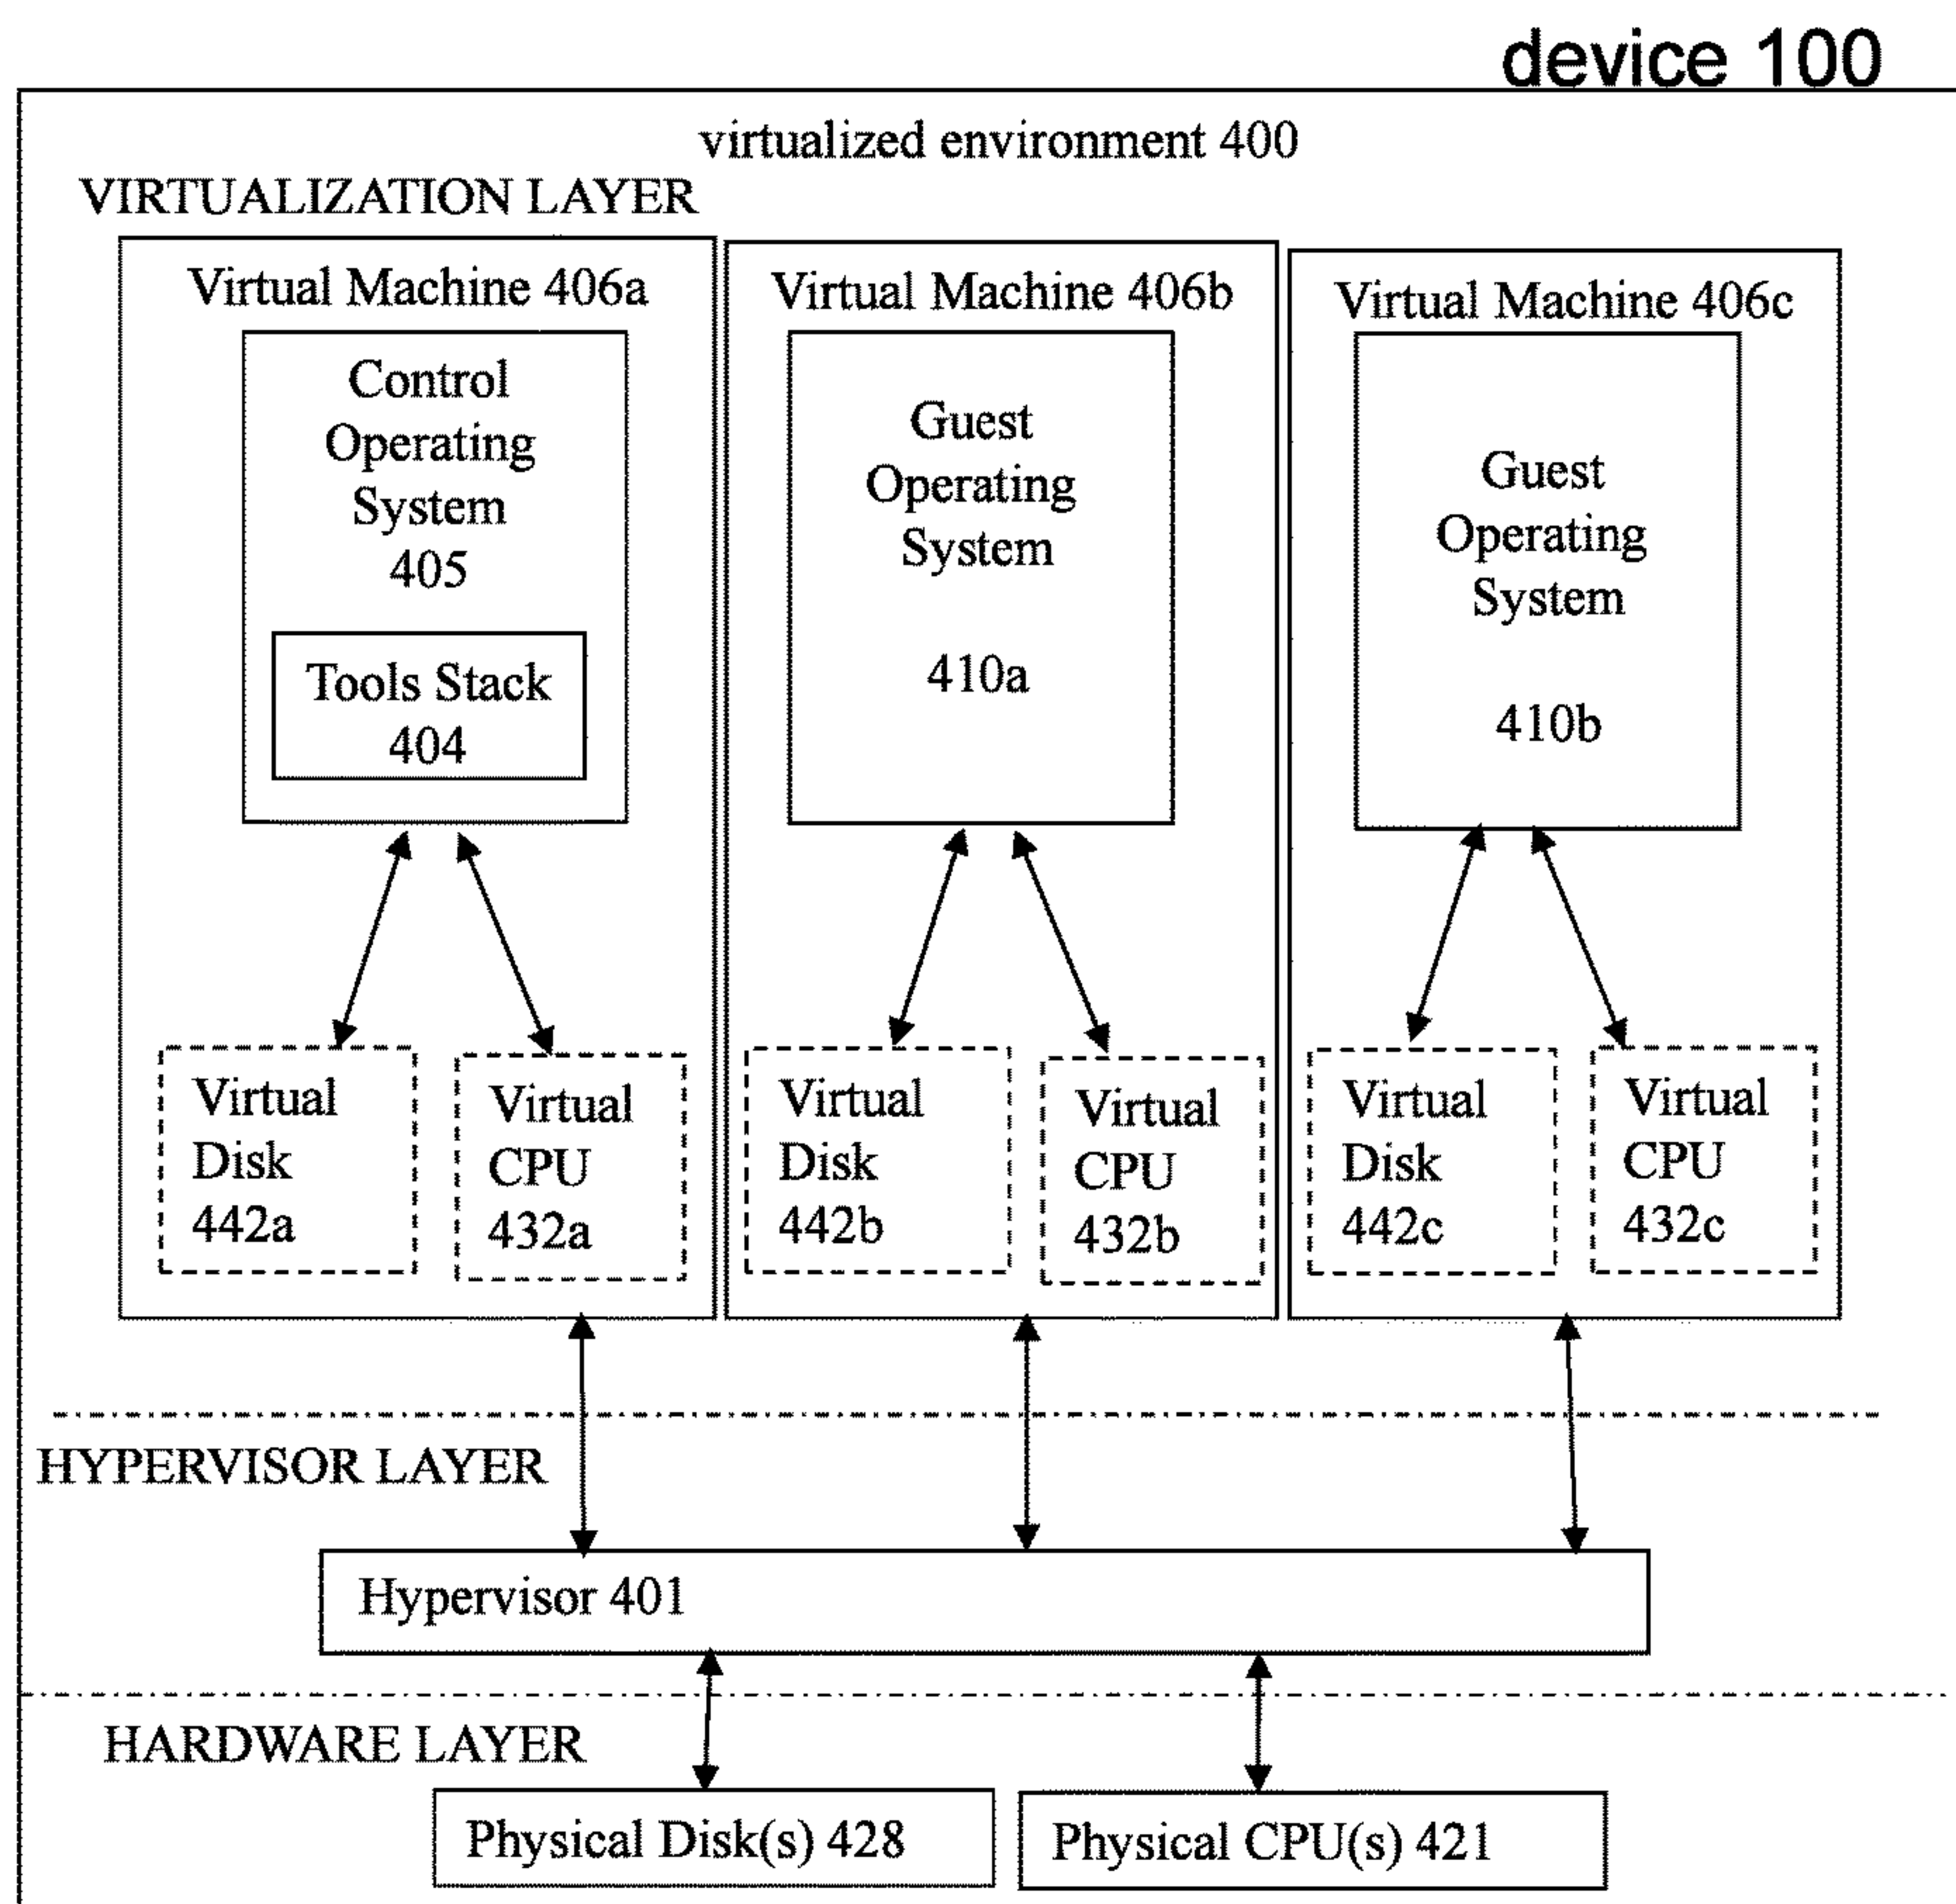 device 100
virtualized environment 400
VIRTUALIZATION LAYER
Virtual Machine 406a
Control
Operating
System
405
Tools Stack
404
Virtual
Disk
442a
Virtual
CPU
432a
Virtual Machine 406b
Guest
Operating
System
410a
Virtual
Disk
442b
Virtual
CPU
432b
Virtual Machine 406c
Guest
Operating
System
410b
Virtual
Disk
442c
Virtual
CPU
432c
HYPERVISOR LAYER
Hypervisor 401
HARDWARE LAYER
Physical Disk(s) 428
Physical CPU(s) 421